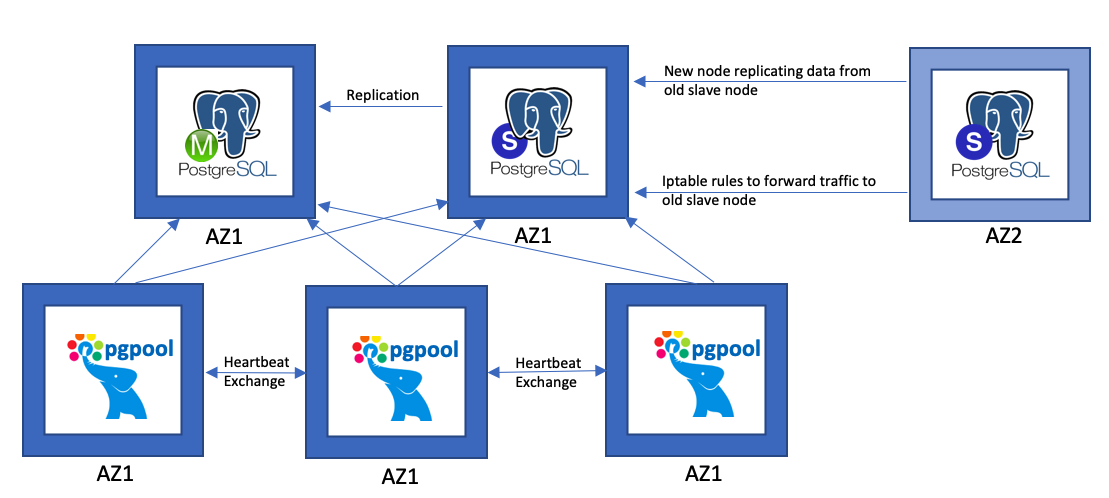 New node replicating data from
old slave node
Replication
M
PostgreSQL
S
PostgreSQL
S
PostgreSQL
Iptable rules to forward traffic to
old slave node
AZ1
AZ1
AZ2
pgpool
pgpool
pgpool
Heartbeat
Exchange
Heartbeat
Exchange
AZ1
AZ1
AZ1